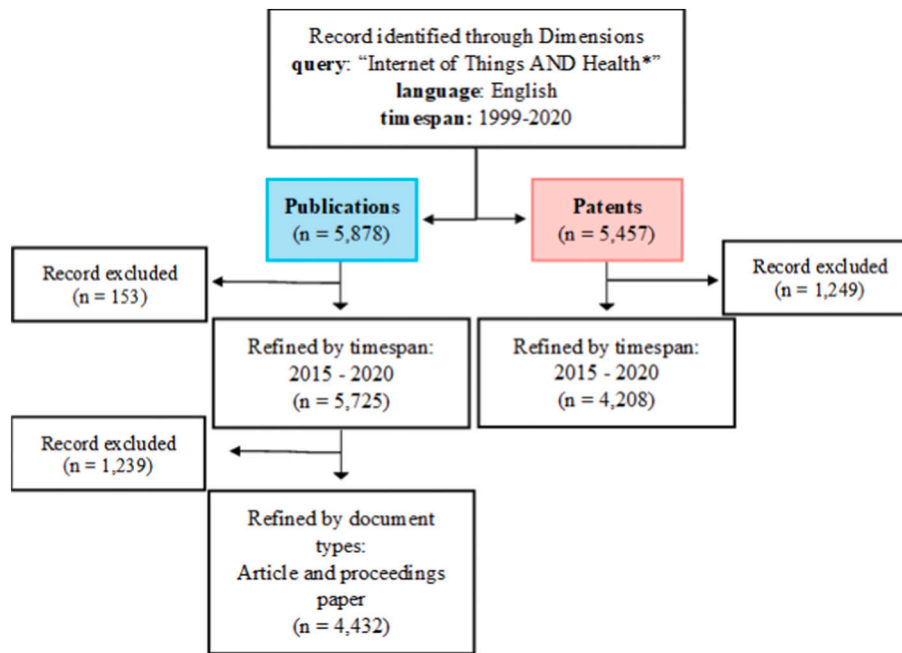 Record identified through Dimensions
query: “Internet of Things AND Health*”
language: English
timespan: 1999-2020
Publications
(n = 5,878)
Patents
(n = 5,457)
Record excluded
(n = 153)
Record excluded
(n = 1,249)
Refined by timespan:
2015 - 2020
(n = 5,725)
Refined by timespan:
2015 - 2020
(n = 4,208)
Record excluded
(n = 1,239)
Refined by document
types:
Article and proceedings
paper
(n = 4,432)